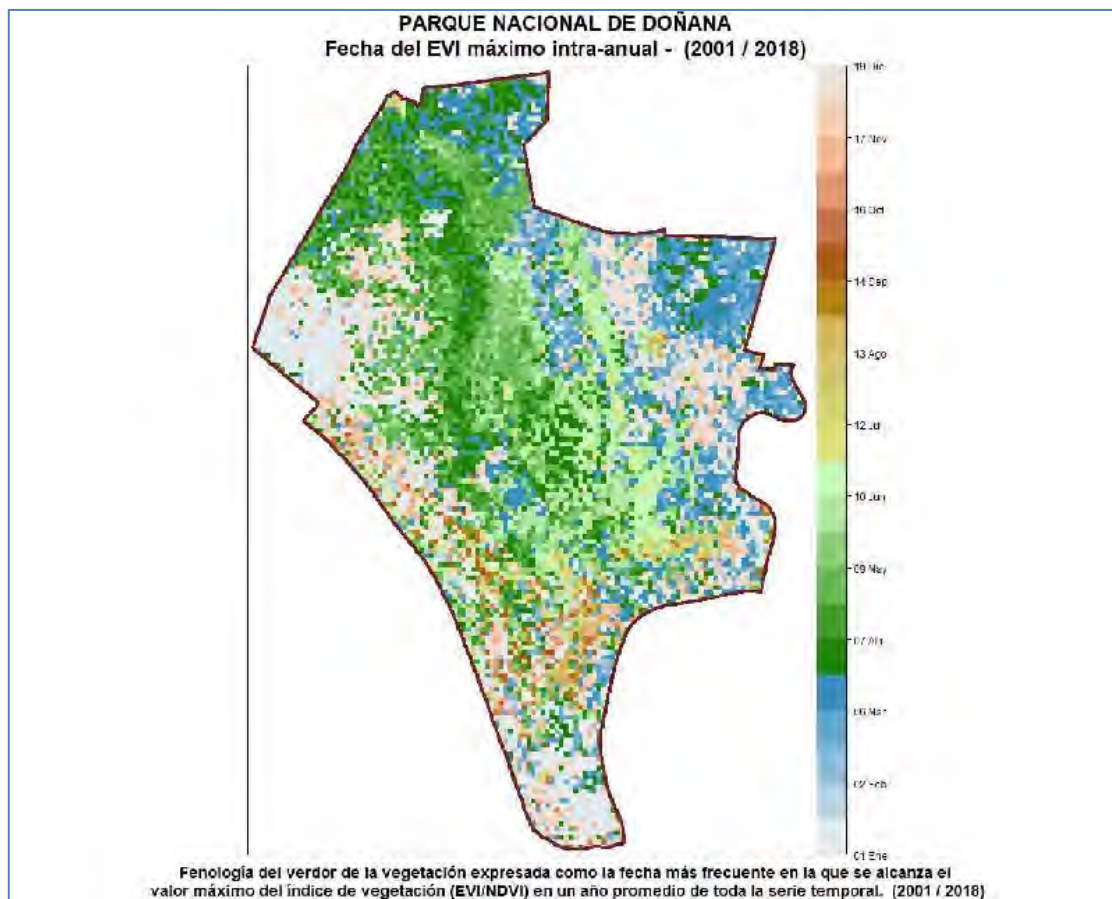 PARQUE NACIONAL DE DOÑANA
Fecha del EVI máximo intra-anual - (2001 / 2018)
19 Dic
17 Nov
16 Oct
14 Sep
13 Ago
12 Jul
10 Jun
09 May
07 Abr
06 Mar
02 Feb
01 Ene
Fenología del verdor de la vegetación expresada como la fecha más frecuente en la que se alcanza el
valor máximo del índice de vegetación (EVI/NDVI) en un año promedio de toda la serie temporal. (2001 / 2018)